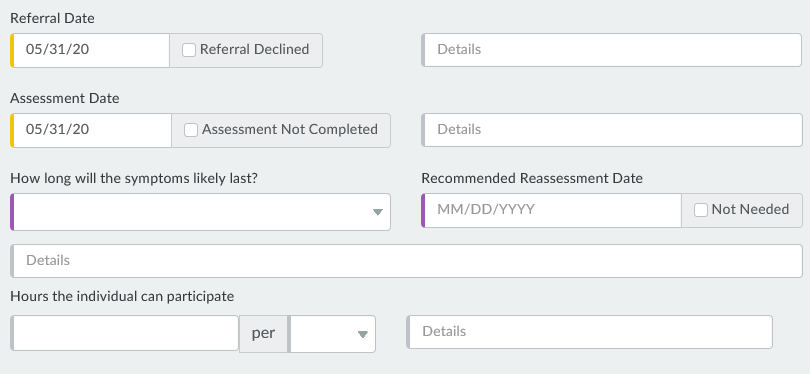 Referral Date
05/31/20 Referral Declined Details
Assessment Date
05/31/20 Assessment Not Completed Details
How long will the symptoms likely last? Recommended Reassessment Date
MM/DD/YYYY Not Needed
Details
Hours the individual can participate
per Details